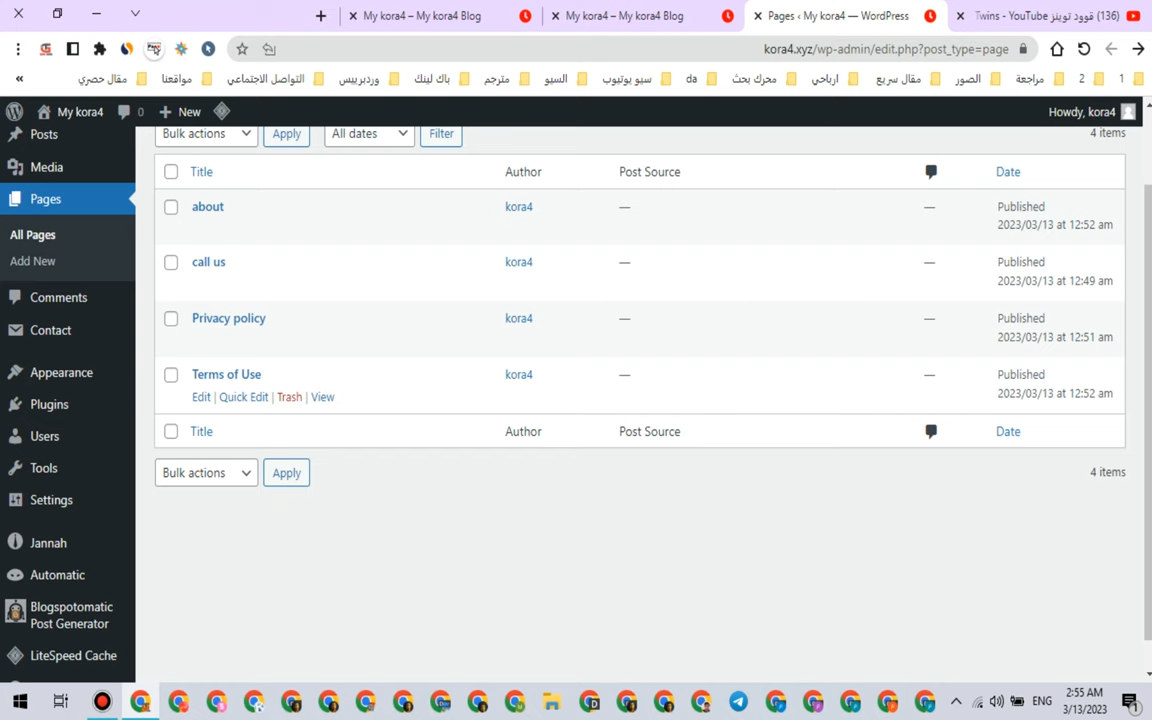 My kora4 – My kora4 Blog
My kora4 – My kora4 Blog
Pages ‹ My kora4 — WordPress
(136) قوود توينز Twins - YouTube
kora4.xyz/wp-admin/edit.php?post_type=page
«
مقال حصري
مواقعنا
التواصل الاجتماعي
وردبرييس
باك لينك
مترجم
السيو
سيو يوتيوب
da
محرك بحث
ارباحي
مقال سريع
الصور
مراجعة
2
1
My kora4
0
New
Howdy, kora4
Posts
Media
Pages
All Pages
Add New
Comments
Contact
Appearance
Plugins
Users
Tools
Settings
Jannah
Automatic
Blogspotomatic
Post Generator
LiteSpeed Cache
Bulk actions
Apply
All dates
Filter
4 items
Title
Author
Post Source
Date
about
kora4
—
—
Published
2023/03/13 at 12:52 am
call us
kora4
—
—
Published
2023/03/13 at 12:49 am
Privacy policy
kora4
—
—
Published
2023/03/13 at 12:51 am
Terms of Use
kora4
—
—
Published
2023/03/13 at 12:52 am
Edit | Quick Edit | Trash | View
Title
Author
Post Source
Date
Bulk actions
Apply
4 items
ENG
2:55 AM
3/13/2023
1